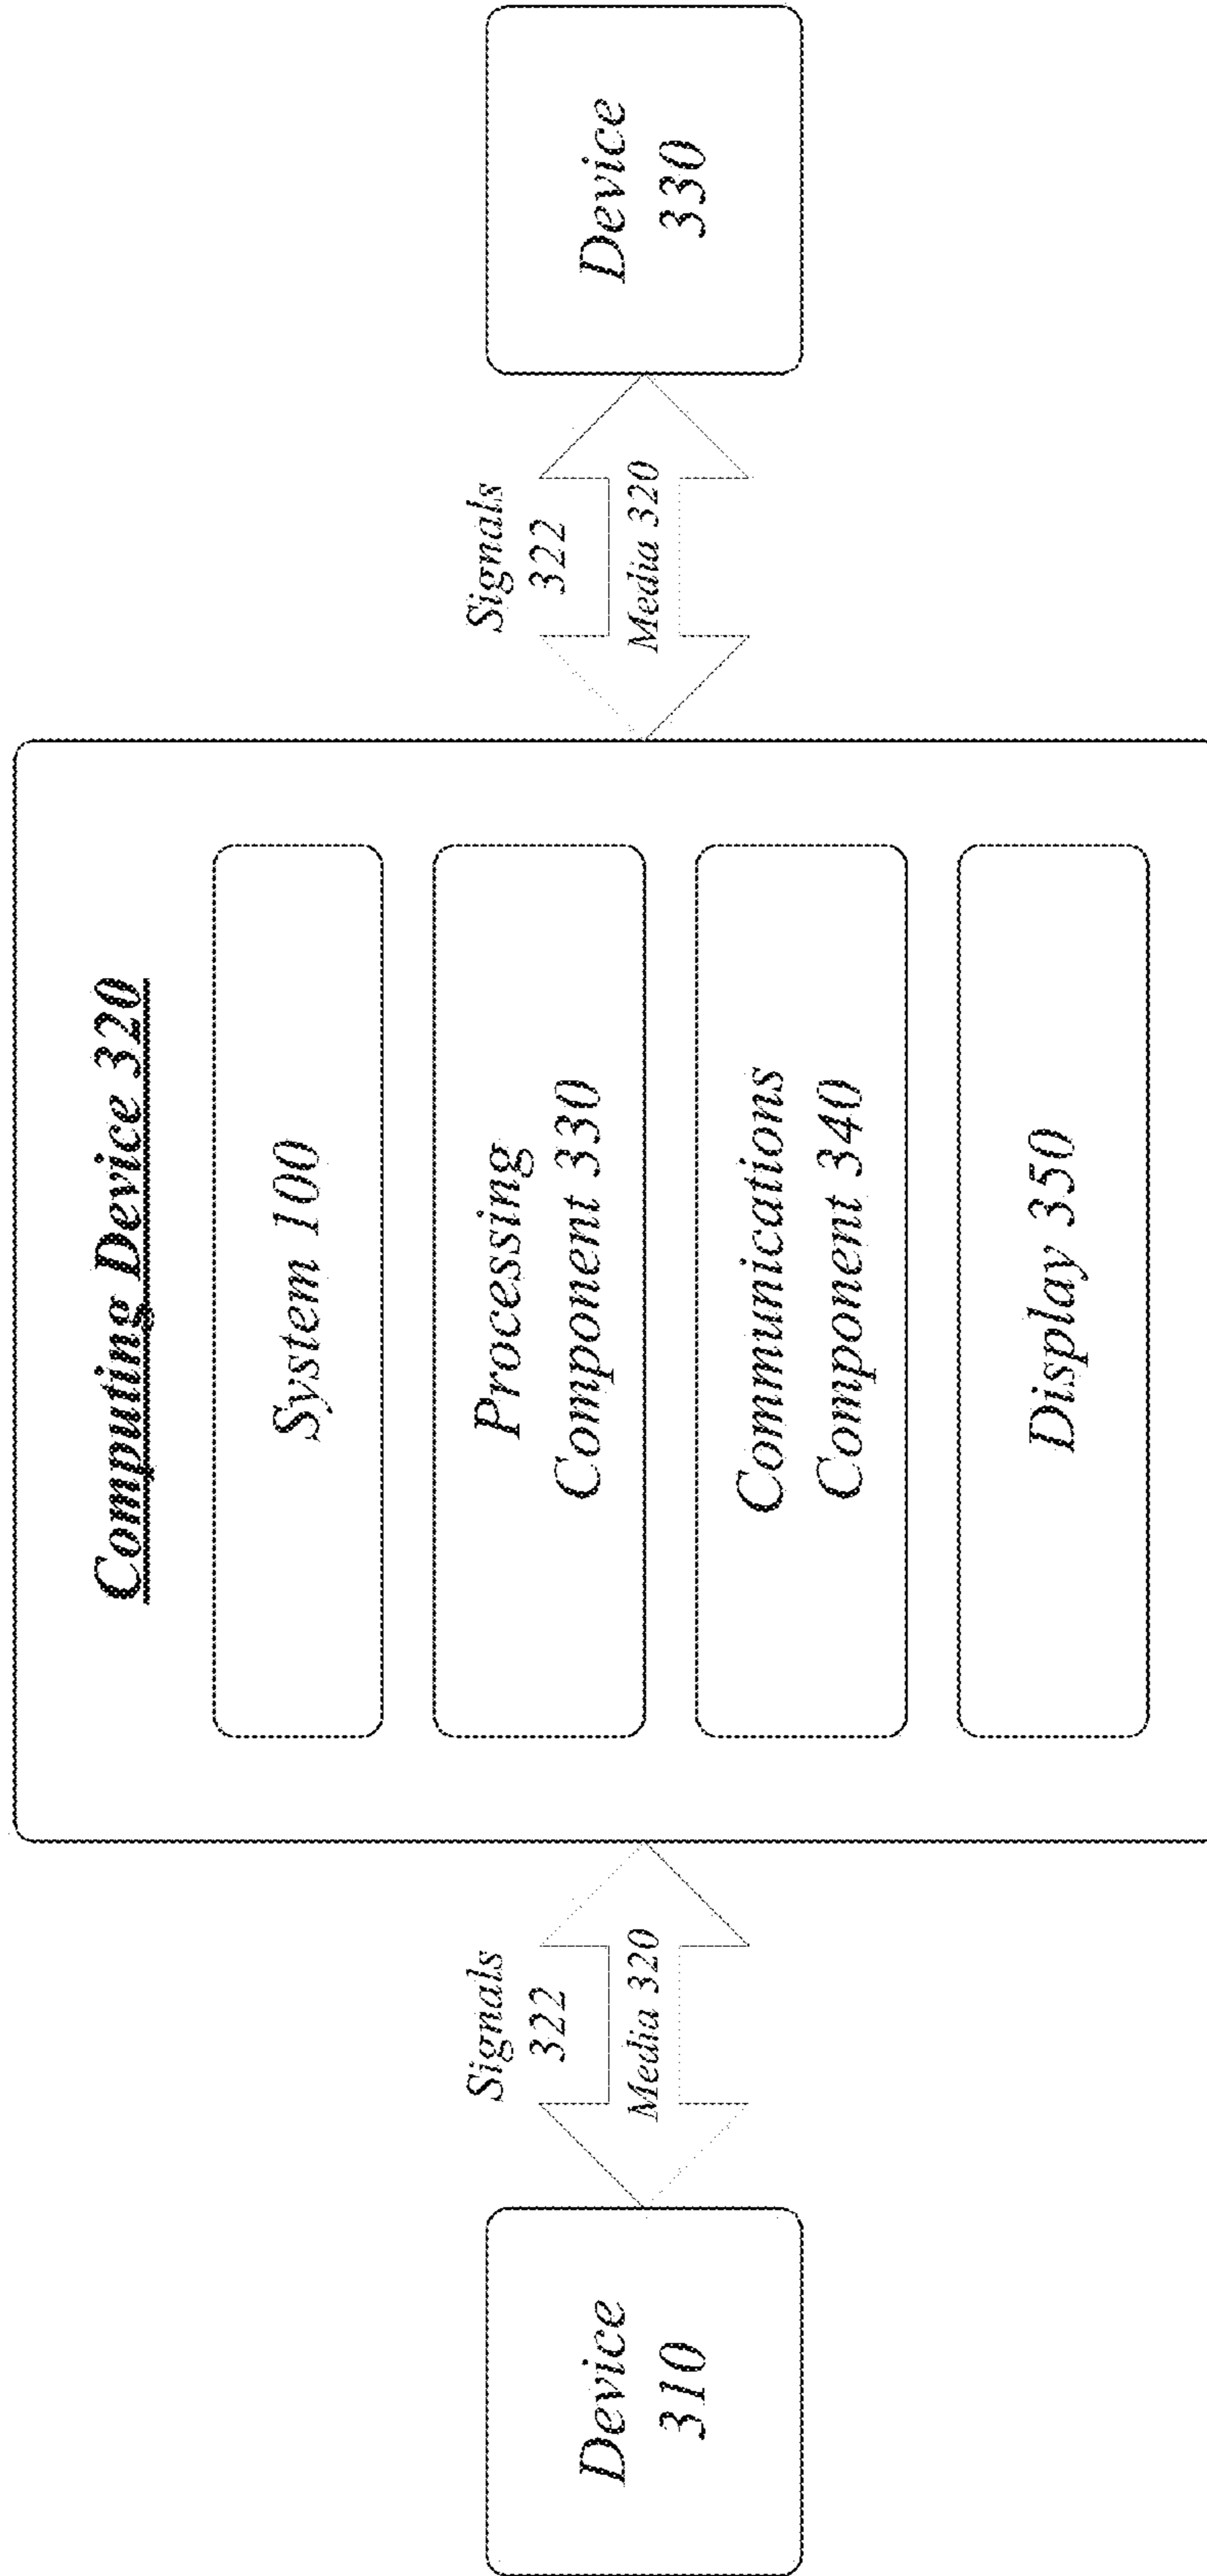 Computing Device 320
System 100
Processing
Component 330
Communications
Component 340
Display 350
Device
310
Signals
322
Media 320
Signals
322
Media 320
Device
330